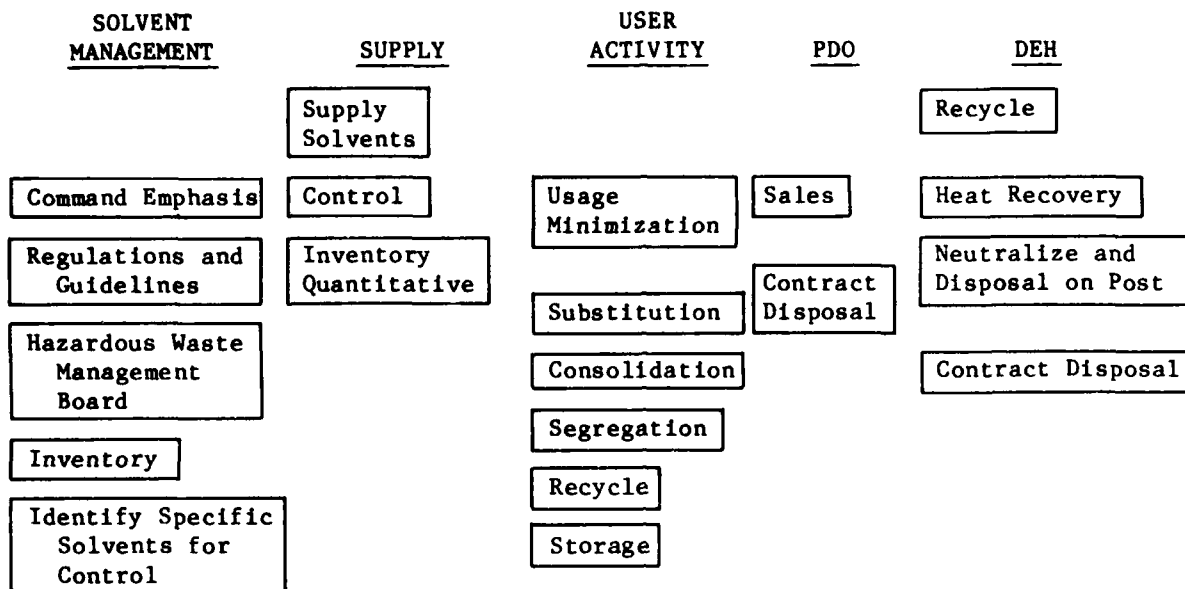 SOLVENT
MANAGEMENT
SUPPLY
USER
ACTIVITY
PDO
DEH
Supply
Solvents
Recycle
Command Emphasis
Control
Usage
Minimization
Sales
Heat Recovery
Regulations and
Guidelines
Inventory
Quantitative
Neutralize and
Disposal on Post
Contract
Disposal
Substitution
Hazardous Waste
Management
Board
Consolidation
Contract Disposal
Segregation
Inventory
Recycle
Identify Specific
Solvents for
Control
Storage